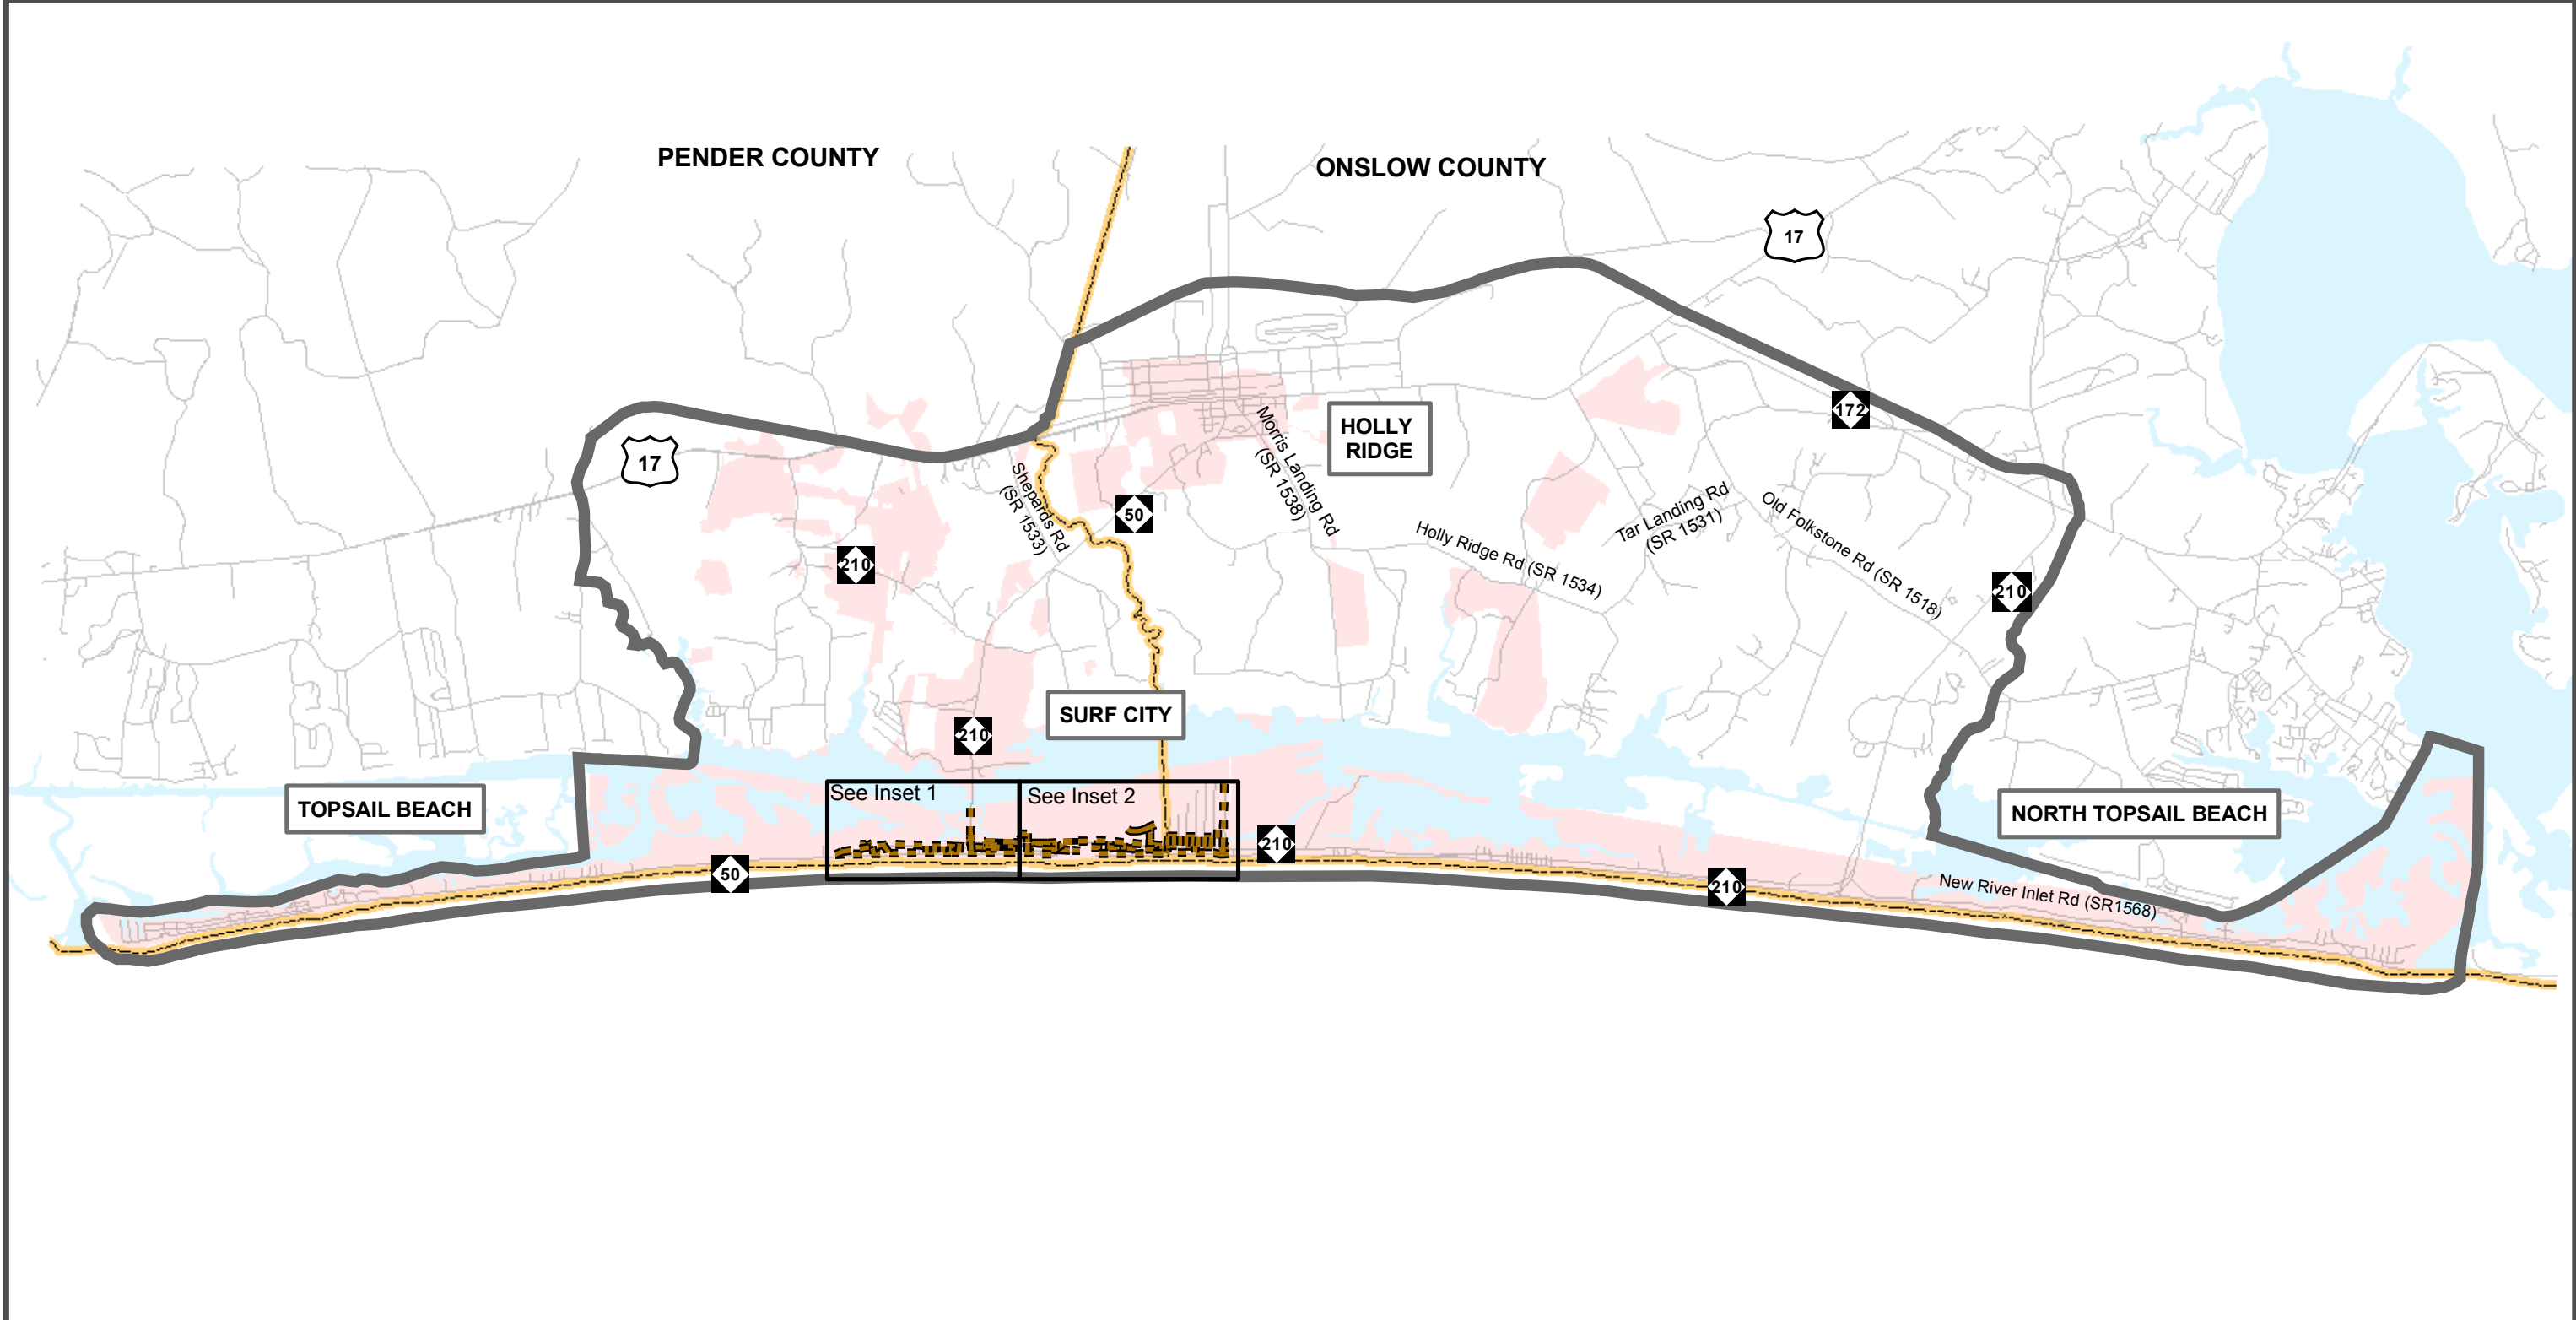 PENDER COUNTY
ONSLOW COUNTY
17
172
HOLLY
RIDGE
Morris Landing Rd
(SR 1538)
17
Shepards Rd
(SR 1533)
50
210
Holly Ridge Rd (SR 1534)
Tar Landing Rd
(SR 1531)
Old Folkstone Rd (SR 1518)
210
SURF CITY
210
TOPSAIL BEACH
See Inset 1
See Inset 2
NORTH TOPSAIL BEACH
210
50
210
New River Inlet Rd (SR1568)